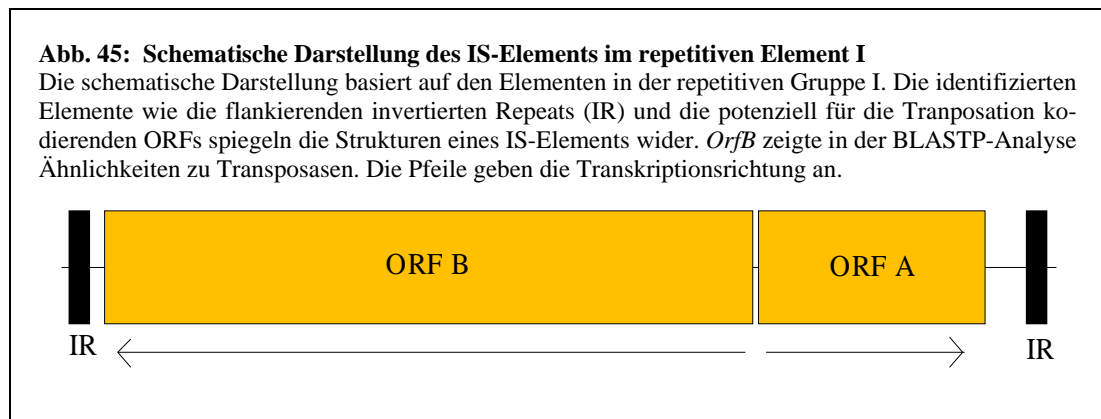 Abb. 45: Schematische Darstellung des IS-Elements im repetitiven Element I
Die schematische Darstellung basiert auf den Elementen in der repetitiven Gruppe I. Die identifizierten
Elemente wie die flankierenden invertierten Repeats (IR) und die potenziell für die Tranposation ko-
dierenden ORFs spiegeln die Strukturen eines IS-Elements wider. OrfB zeigte in der BLASTP-Analyse
Ähnlichkeiten zu Transposasen. Die Pfeile geben die Transkriptionsrichtung an.
ORF B
ORF A
IR
IR